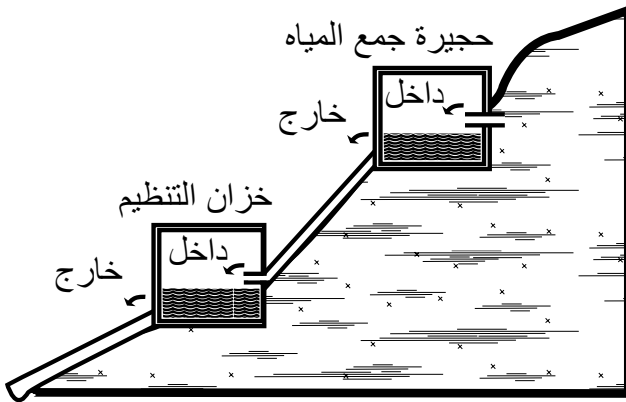 حجيرة جمع المياه
داخل
خارج
خزان التنظيم
داخل
خارج